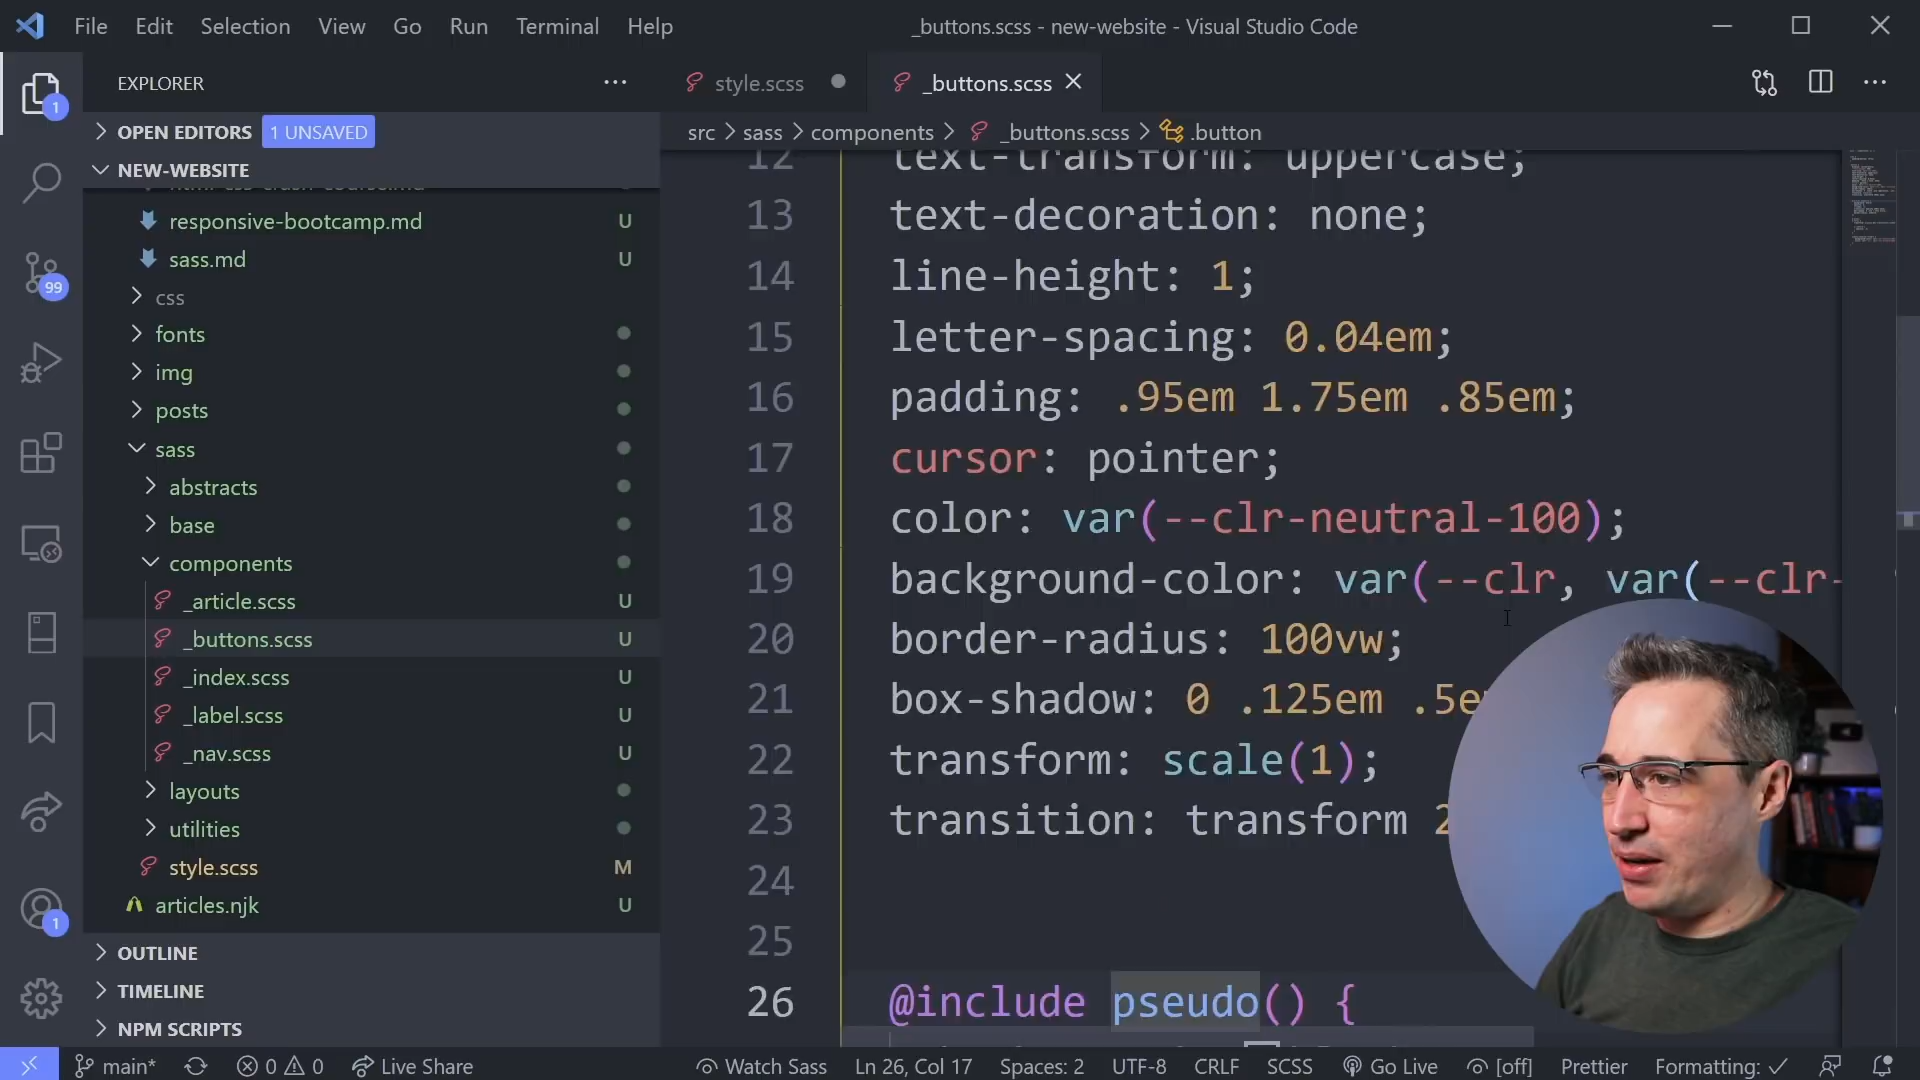 File Edit Selection View Go Run Terminal Help
_buttons.scss - new-website - Visual Studio Code
EXPLORER
style.scss
_buttons.scss
OPEN EDITORS 1 UNSAVED
src > sass > components > _buttons.scss > .button
NEW-WEBSITE
responsive-bootcamp.md U
sass.md U
css
fonts
img
posts
sass
abstracts
base
components
_article.scss U
_buttons.scss U
_index.scss U
_label.scss U
_nav.scss U
layouts
utilities
style.scss M
articles.njk U
OUTLINE
TIMELINE
NPM SCRIPTS
1
99
1
12 text-transform: uppercase;
13 text-decoration: none;
14 line-height: 1;
15 letter-spacing: 0.04em;
16 padding: .95em 1.75em .85em;
17 cursor: pointer;
18 color: var(--clr-neutral-100);
19 background-color: var(--clr, var(--clr-
20 border-radius: 100vw;
21 box-shadow: 0 .125em .5e
22 transform: scale(1);
23 transition: transform 2
24
25
26 @include pseudo() {
main* 0 0 Live Share Watch Sass Ln 26, Col 17 Spaces: 2 UTF-8 CRLF SCSS Go Live [off] Prettier Formatting: ✓